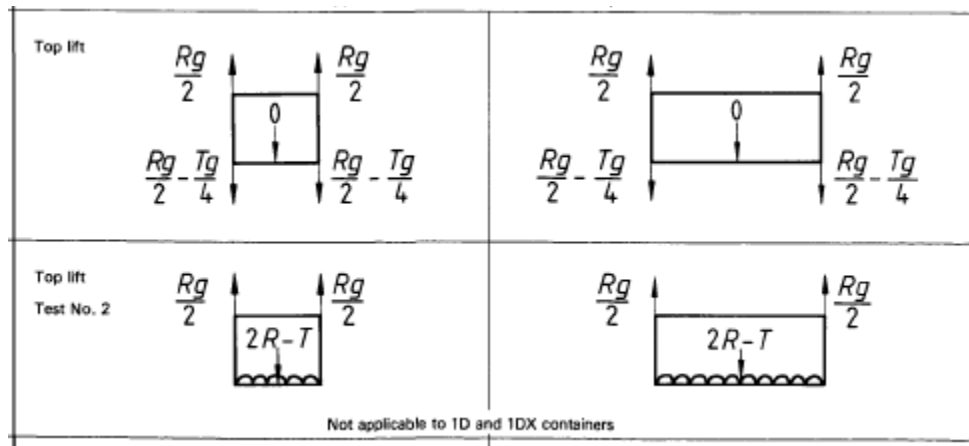 Top lift
Rg/2 Rg/2
0
Rg/2 - Tg/4 Rg/2 - Tg/4
Rg/2 Rg/2
0
Rg/2 - Tg/4 Rg/2 - Tg/4
Top lift
Test No. 2
Rg/2 Rg/2
2R-T
Rg/2 Rg/2
2R-T
Not applicable to 1D and 1DX containers